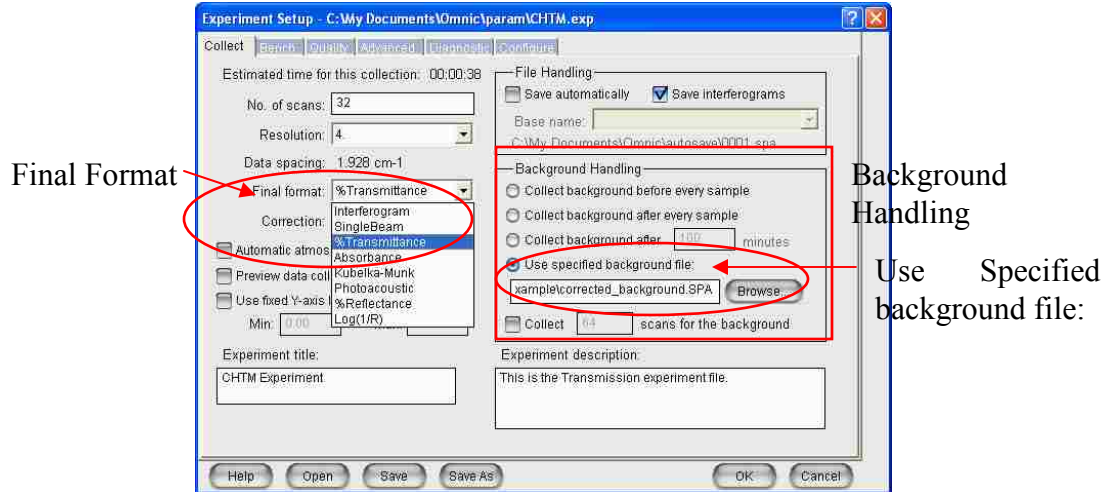 Experiment Setup - C:\My Documents\Omnic\param\CHTM.exp
Collect Bench Quality Advanced Diagnostic Configure
Estimated time for this collection: 00:00:38
No. of scans: 32
Resolution: 4
Data spacing: 1.928 cm-1
Final Format
Final format: %Transmittance
Correction:
Interferogram
SingleBeam
%Transmittance
Absorbance
Kubelka-Munk
Photoacoustic
%Reflectance
Log(1/R)
Automatic atmos
Preview data coll
Use fixed Y-axis
Min: 0.00
Experiment title:
CHTM Experiment
File Handling
Save automatically Save interferograms
Base name:
C:\My Documents\Omnic\autosave\0001.spa
Background Handling
Collect background before every sample
Collect background after every sample
Collect background after 100 minutes
Use specified background file:
xample\corrected_background.SPA Browse...
Collect 64 scans for the background
Background
Handling
Use Specified
background file:
Experiment description:
This is the Transmission experiment file.
Help Open Save Save As OK Cancel